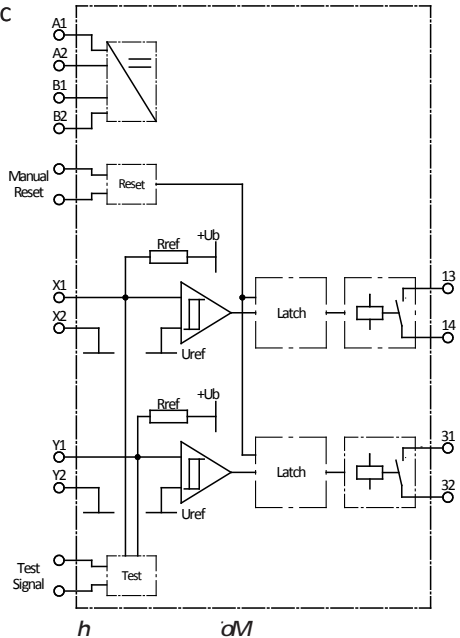 C
A1
A2
B1
B2
Manual
Reset
Reset
Rref
+Ub
X1
X2
Uref
Latch
13
14
Rref
+Ub
Y1
Y2
Uref
Latch
31
32
Test
Signal
Test
h